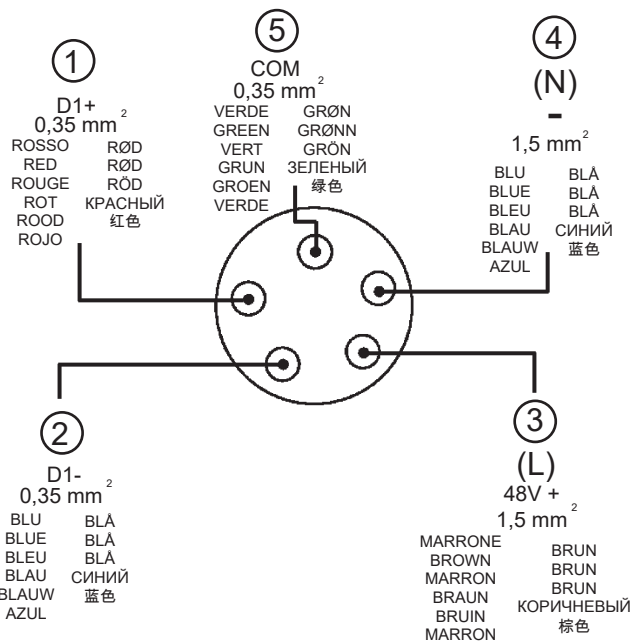 1
D1+
0,35 mm²
ROSSO RØD
RED RØD
ROUGE RÖD
ROT КРАСНЫЙ
ROOD 红色
ROJO
5
COM
0,35 mm²
VERDE GRØN
GREEN GRØNN
VERT GRÖN
GRUN ЗЕЛЕНЫЙ
GROEN 绿色
VERDE
4
(N)
-
1,5 mm²
BLU BLÅ
BLUE BLÅ
BLEU BLÅ
BLAU СИНИЙ
BLAUW 蓝色
AZUL
2
D1-
0,35 mm²
BLU BLÅ
BLUE BLÅ
BLEU BLÅ
BLAU СИНИЙ
BLAUW 蓝色
AZUL
3
(L)
48V +
1,5 mm²
MARRONE BRUN
BROWN BRUN
MARRON BRUN
BRAUN КОРИЧНЕВЫЙ
BRUIN 棕色
MARRON